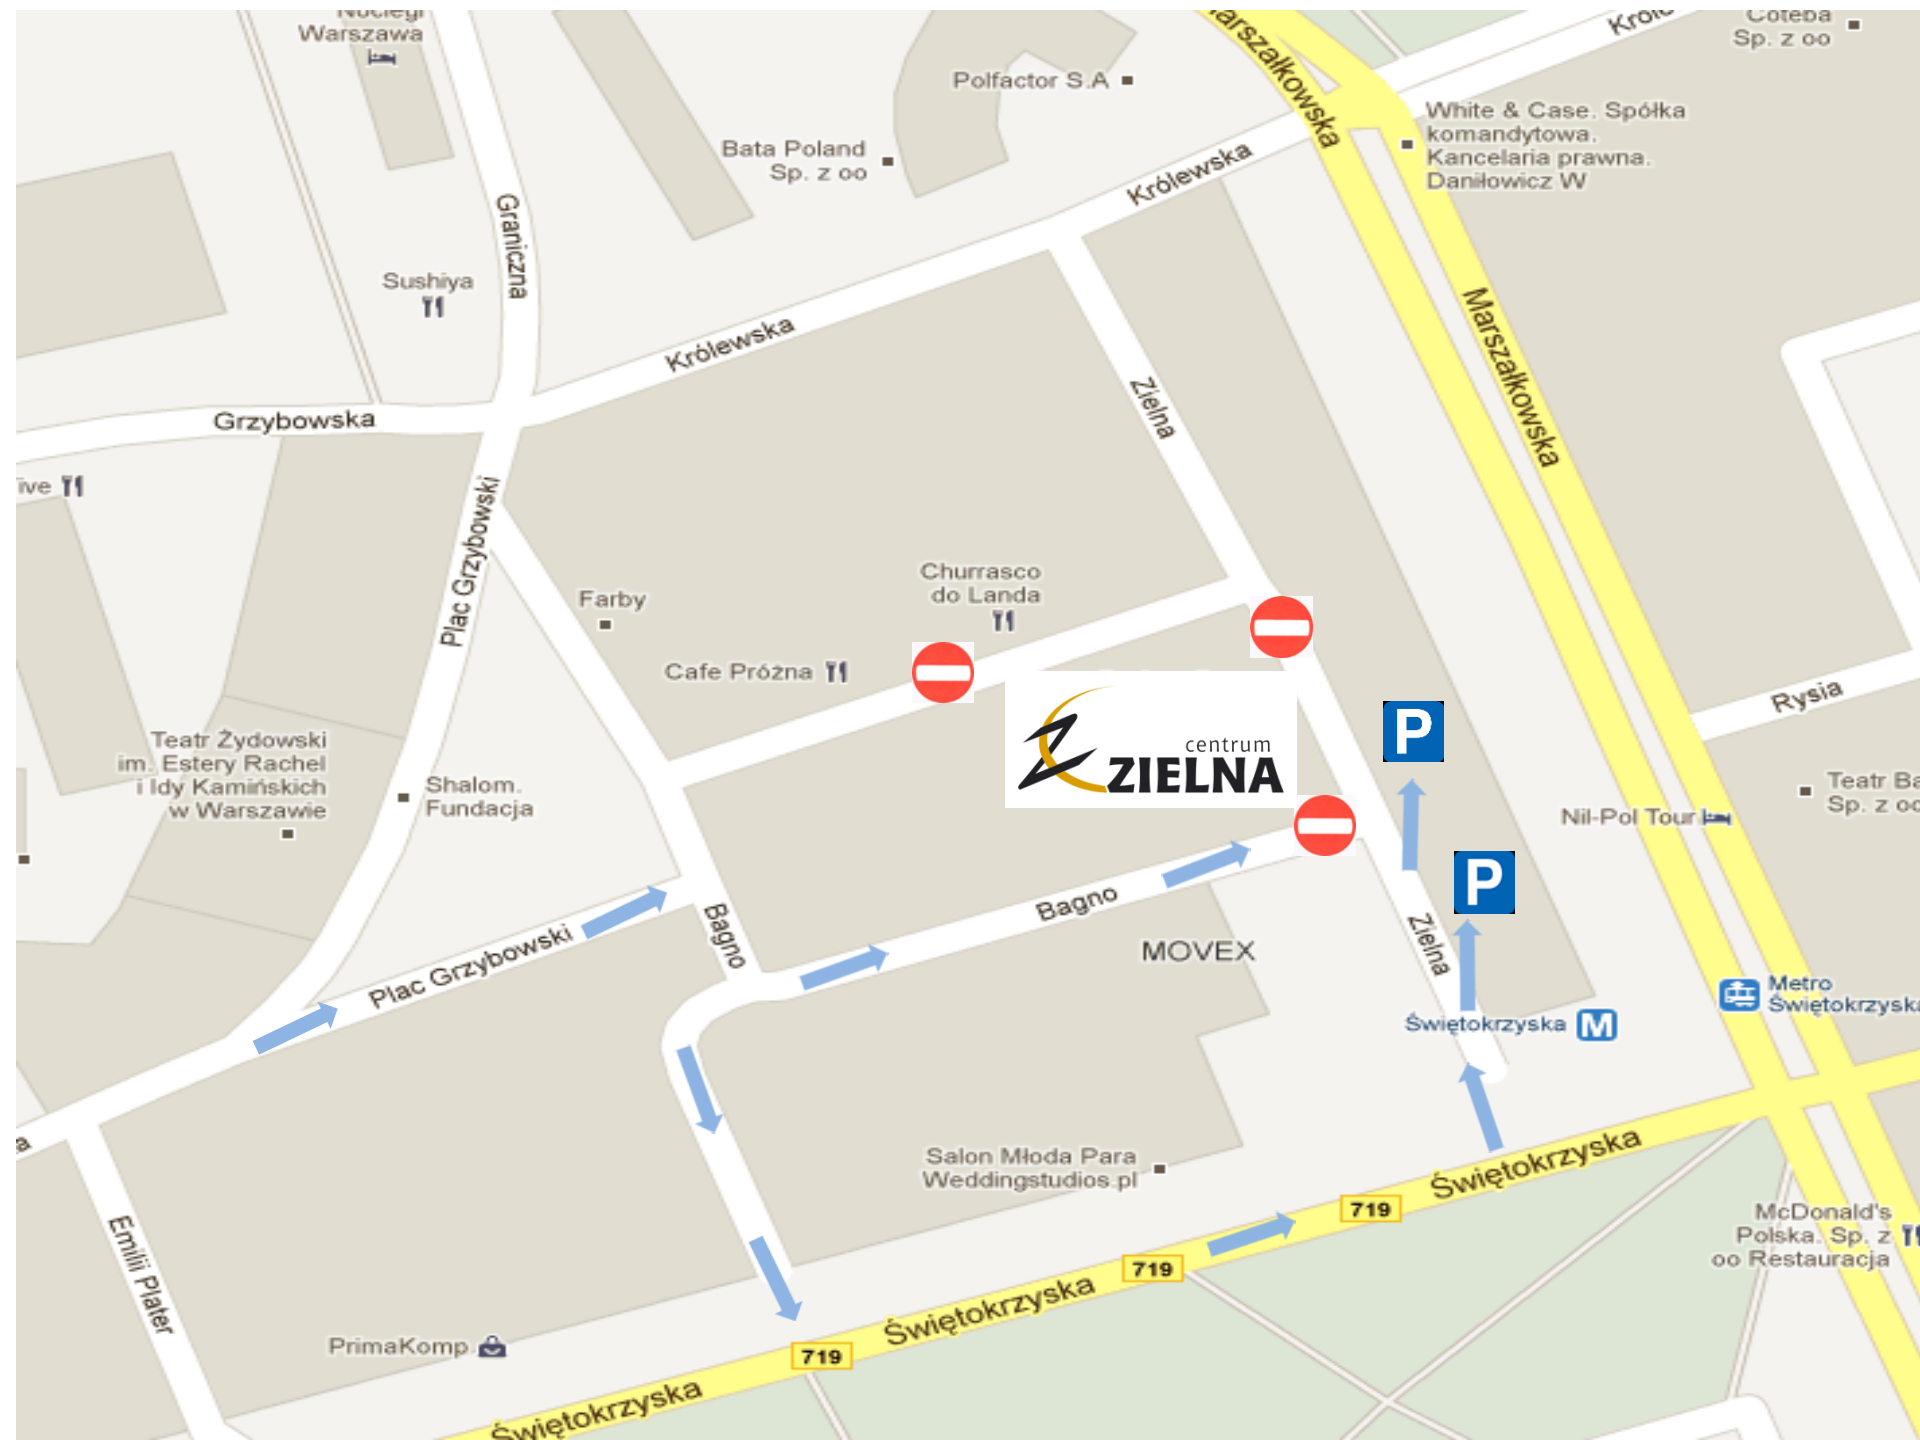 Noclegi
Warszawa
Marszałkowska
Coteba
Sp. z oo
Polfactor S.A
White & Case. Spółka
komandytowa.
Kancelaria prawna.
Daniłowicz W
Bata Poland
Sp. z oo
Królewska
Graniczna
Sushiya
Królewska
Marszałkowska
Zielna
Grzybowska
Plac Grzybowski
Churrasco
do Landa
Farby
Cafe Próżna
Rysia
P
centrum
ZIELNA
Teatr Żydowski
im. Estery Rachel
i Idy Kamińskich
w Warszawie
Shalom.
Fundacja
Teatr
Sp. z
Nil-Pol Tour
P
Bagno
Bagno
Zielna
Plac Grzybowski
MOVEX
Metro
Świętokrzyska
Świętokrzyska
M
Salon Młoda Para
Weddingstudios.pl
Świętokrzyska
719
McDonald's
Polska. Sp. z
oo Restauracja
Emilii Plater
719
Świętokrzyska
PrimaKomp
719
Świętokrzyska